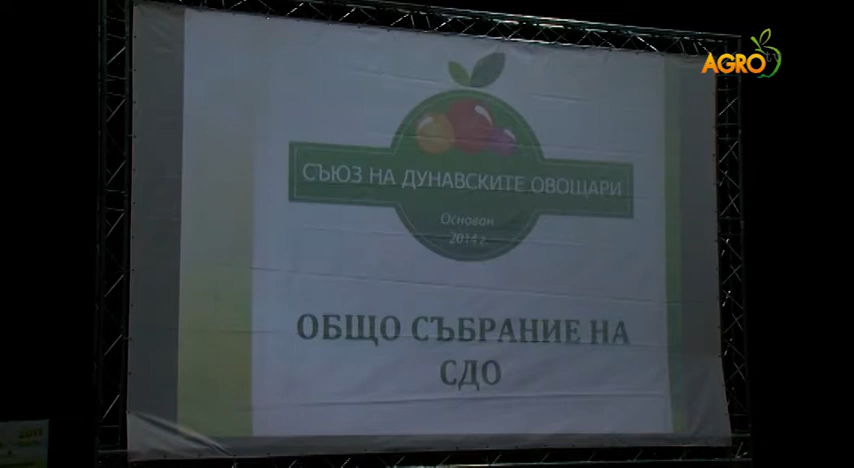 AGRO
СЪЮЗ НА ДУНАВСКИТЕ ОВОЩАРИ
Основан
2014 г.
ОБЩО СЪБРАНИЕ НА
СДО